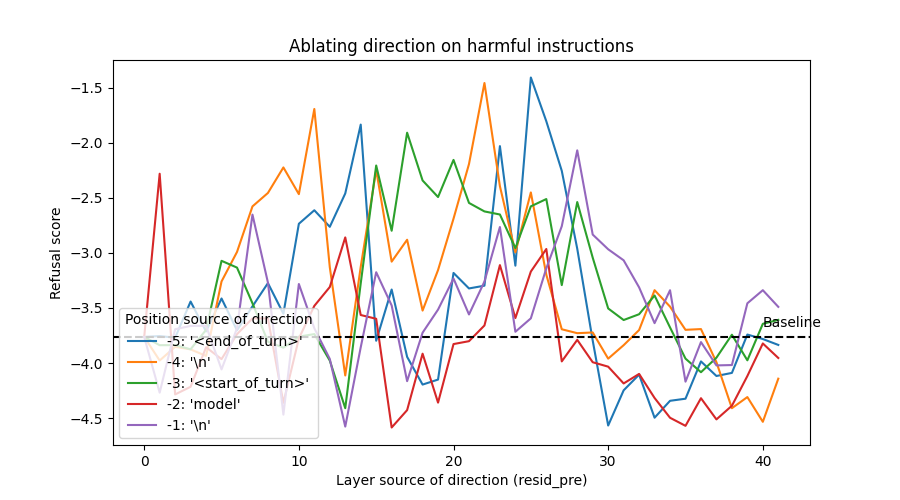 Ablating direction on harmful instructions
Refusal score
−1.5
−2.0
−2.5
−3.0
−3.5
−4.0
−4.5
Baseline
Position source of direction
-5: '<end_of_turn>'
-4: '\n'
-3: '<start_of_turn>'
-2: 'model'
-1: '\n'
0 10 20 30 40
Layer source of direction (resid_pre)